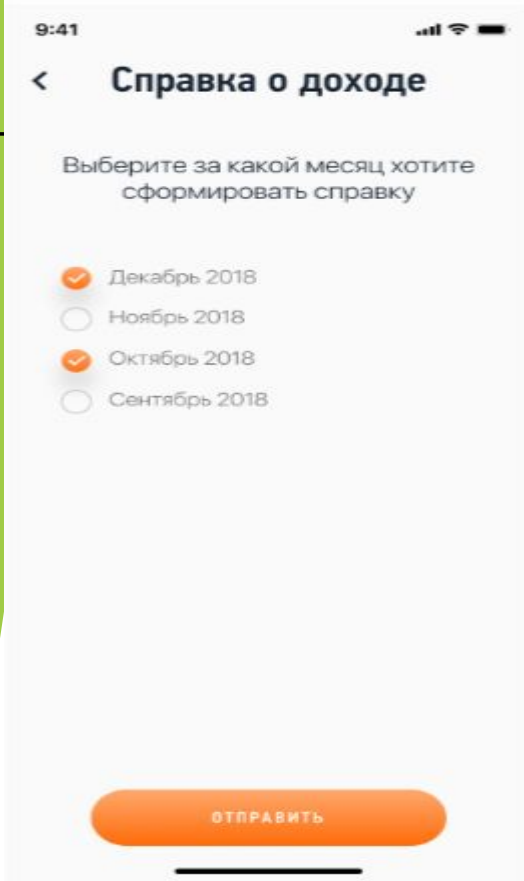 9:41
Справка о доходе
Выберите за какой месяц хотите
сформировать справку
Декабрь 2018
Ноябрь 2018
Октябрь 2018
Сентябрь 2018
ОТПРАВИТЬ